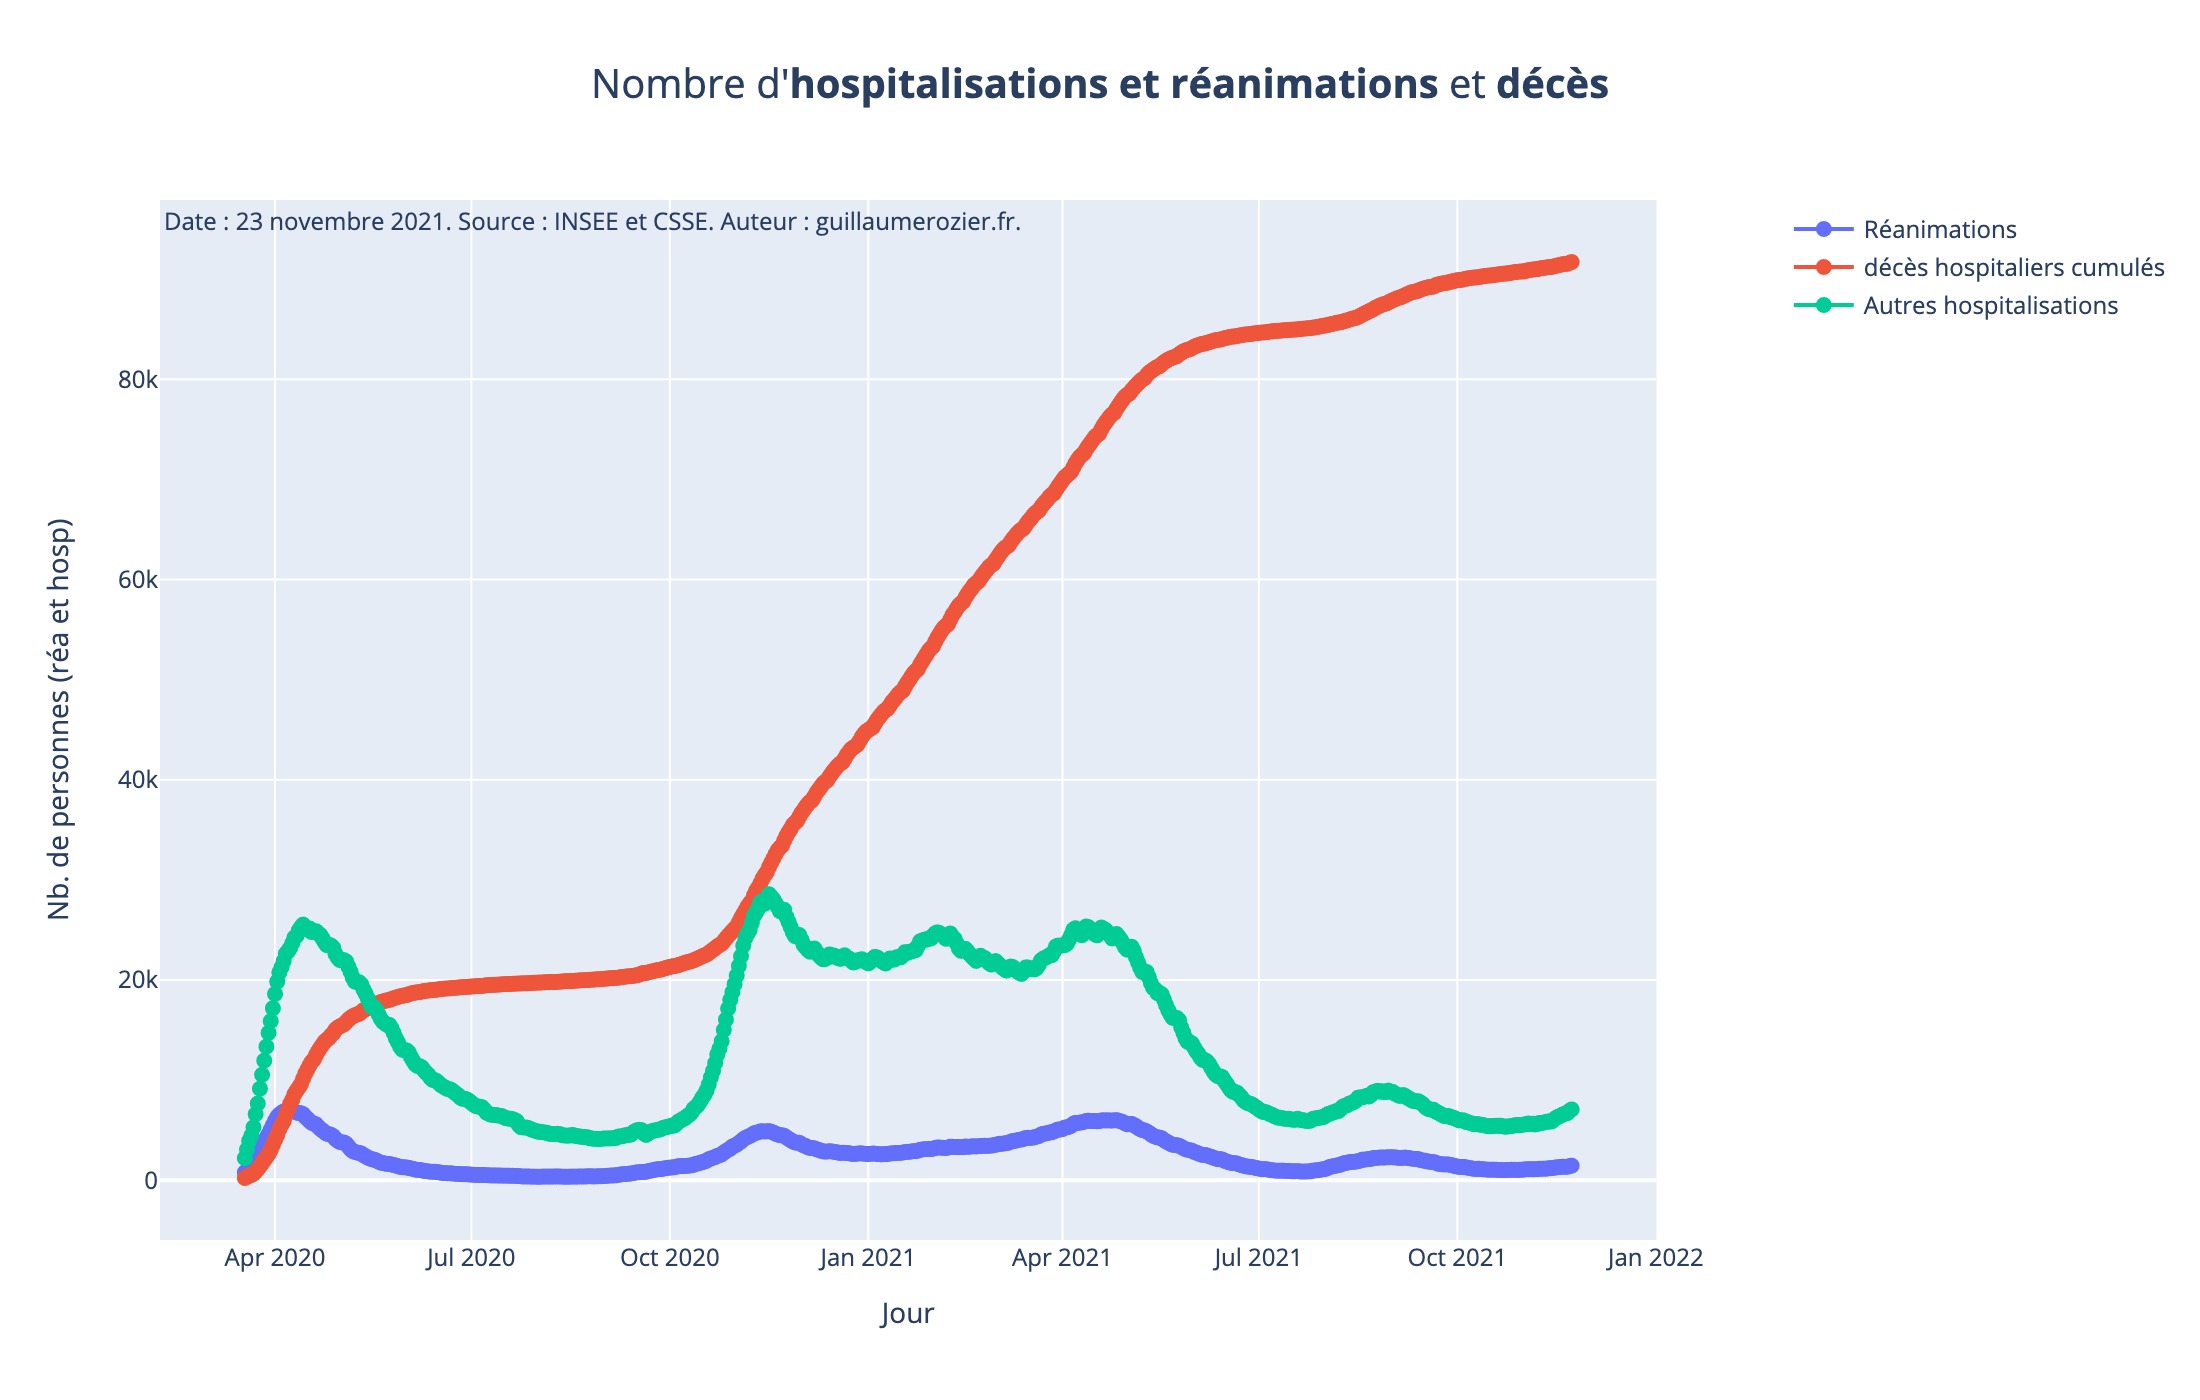 Nombre d'hospitalisations et réanimations et décès
Date : 23 novembre 2021. Source : INSEE et CSSE. Auteur : guillaumerozier.fr.
Réanimations
décès hospitaliers cumulés
Autres hospitalisations
Nb. de personnes (réa et hosp)
80k
60k
40k
20k
0
Apr 2020 Jul 2020 Oct 2020 Jan 2021 Apr 2021 Jul 2021 Oct 2021 Jan 2022
Jour